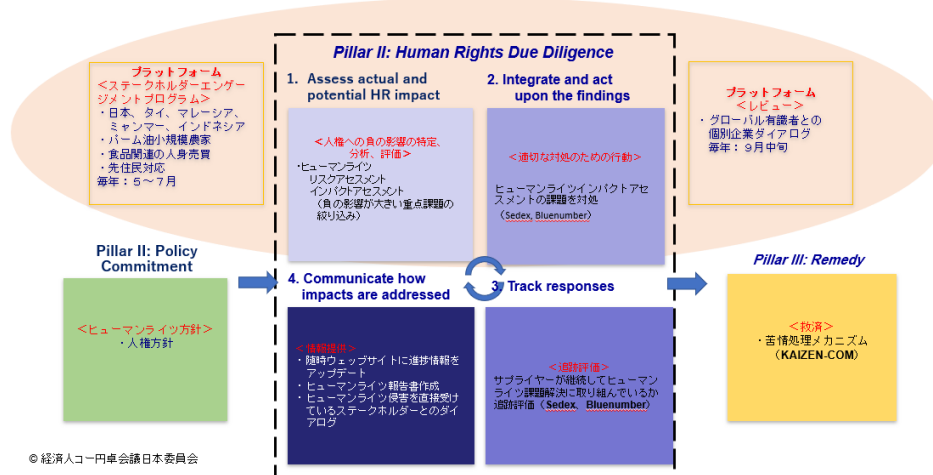 Pillar II: Human Rights Due Diligence
プラットフォーム
＜ステークホルダーエンゲー
ジメントプログラム＞
・日本、タイ、マレーシア、
ミャンマー、インドネシア
・パーム油小規模農家
・食品関連の人身売買
・先住民対応
毎年：５～７月
1. Assess actual and
potential HR impact
＜人権への負の影響の特定、
分析、評価＞
・ヒューマンライツ
リスクアセスメント
インパクトアセスメント
（負の影響が大きい重点課題の
絞り込み）
2. Integrate and act
upon the findings
＜適切な対処のための行動＞
ヒューマンライツインパクトアセ
スメントの課題を対処
（Sedex, Bluenumber）
プラットフォーム
＜レビュー＞
・グローバル有識者との
個別企業ダイアログ
毎年：９月中旬
Pillar II: Policy
Commitment
＜ヒューマンライツ方針＞
・人権方針
4. Communicate how
impacts are addressed
＜情報提供＞
・随時ウェッブサイトに進捗情報を
アップデート
・ヒューマンライツ報告書作成
・ヒューマンライツ侵害を直接受け
ているステークホルダーとのダイ
アログ
3. Track responses
＜追跡評価＞
サプライヤーが継続してヒューマン
ライツ課題解決に取り組んでいるか
追跡評価（Sedex, Bluenumber）
Pillar III: Remedy
＜救済＞
・苦情処理メカニズム
（KAIZEN-COM）
© 経済人コー円卓会議日本委員会